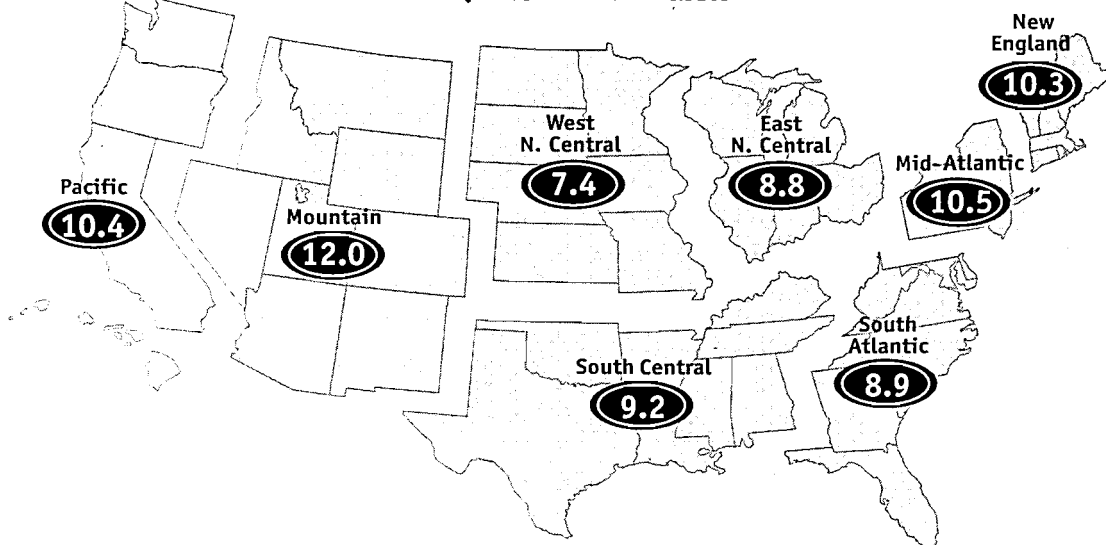 New
England
10.3
West
N. Central
7.4
East
N. Central
8.8
Mid-Atlantic
10.5
Pacific
10.4
Mountain
12.0
South Central
9.2
South
Atlantic
8.9